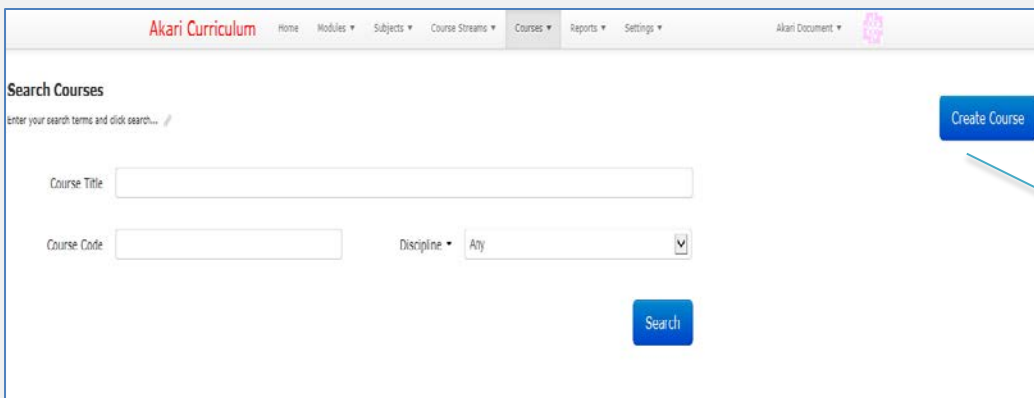 Akari Curriculum Home Modules Subjects Course Streams Courses Reports Settings Akari Document
Search Courses
Enter your search terms and click search...
Create Course
Course Title
Course Code Discipline Any
Search